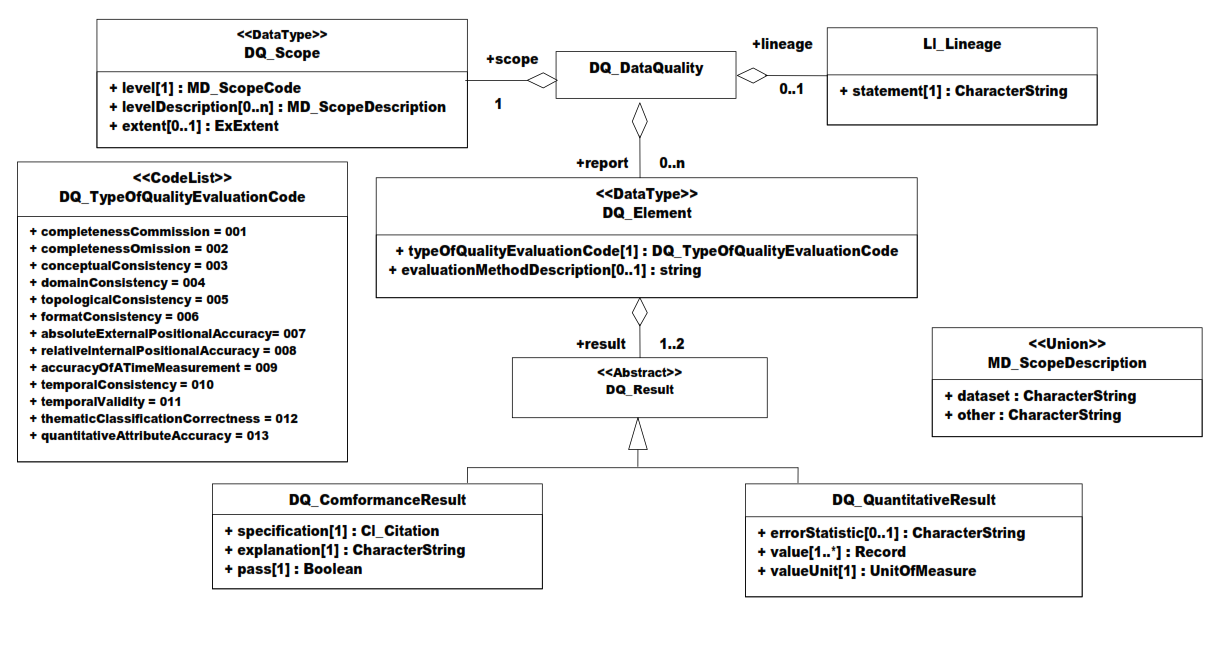 <<DataType>>
DQ_Scope
+ level[1] : MD_ScopeCode
+ levelDescription[0..n] : MD_ScopeDescription
+ extent[0..1] : ExExtent
+scope
1
DQ_DataQuality
+lineage
0..1
LI_Lineage
+ statement[1] : CharacterString
+report 0..n
<<CodeList>>
DQ_TypeOfQualityEvaluationCode
+ completenessCommission = 001
+ completenessOmission = 002
+ conceptualConsistency = 003
+ domainConsistency = 004
+ topologicalConsistency = 005
+ formatConsistency = 006
+ absoluteExternalPositionalAccuracy= 007
+ relativeInternalPositionalAccuracy = 008
+ accuracyOfATimeMeasurement = 009
+ temporalConsistency = 010
+ temporalValidity = 011
+ thematicClassificationCorrectness = 012
+ quantitativeAttributeAccuracy = 013
<<DataType>>
DQ_Element
+ typeOfQualityEvaluationCode[1] : DQ_TypeOfQualityEvaluationCode
+ evaluationMethodDescription[0..1] : string
+result 1..2
<<Abstract>>
DQ_Result
<<Union>>
MD_ScopeDescription
+ dataset : CharacterString
+ other : CharacterString
DQ_ComformanceResult
+ specification[1] : CI_Citation
+ explanation[1] : CharacterString
+ pass[1] : Boolean
DQ_QuantitativeResult
+ errorStatistic[0..1] : CharacterString
+ value[1..*] : Record
+ valueUnit[1] : UnitOfMeasure